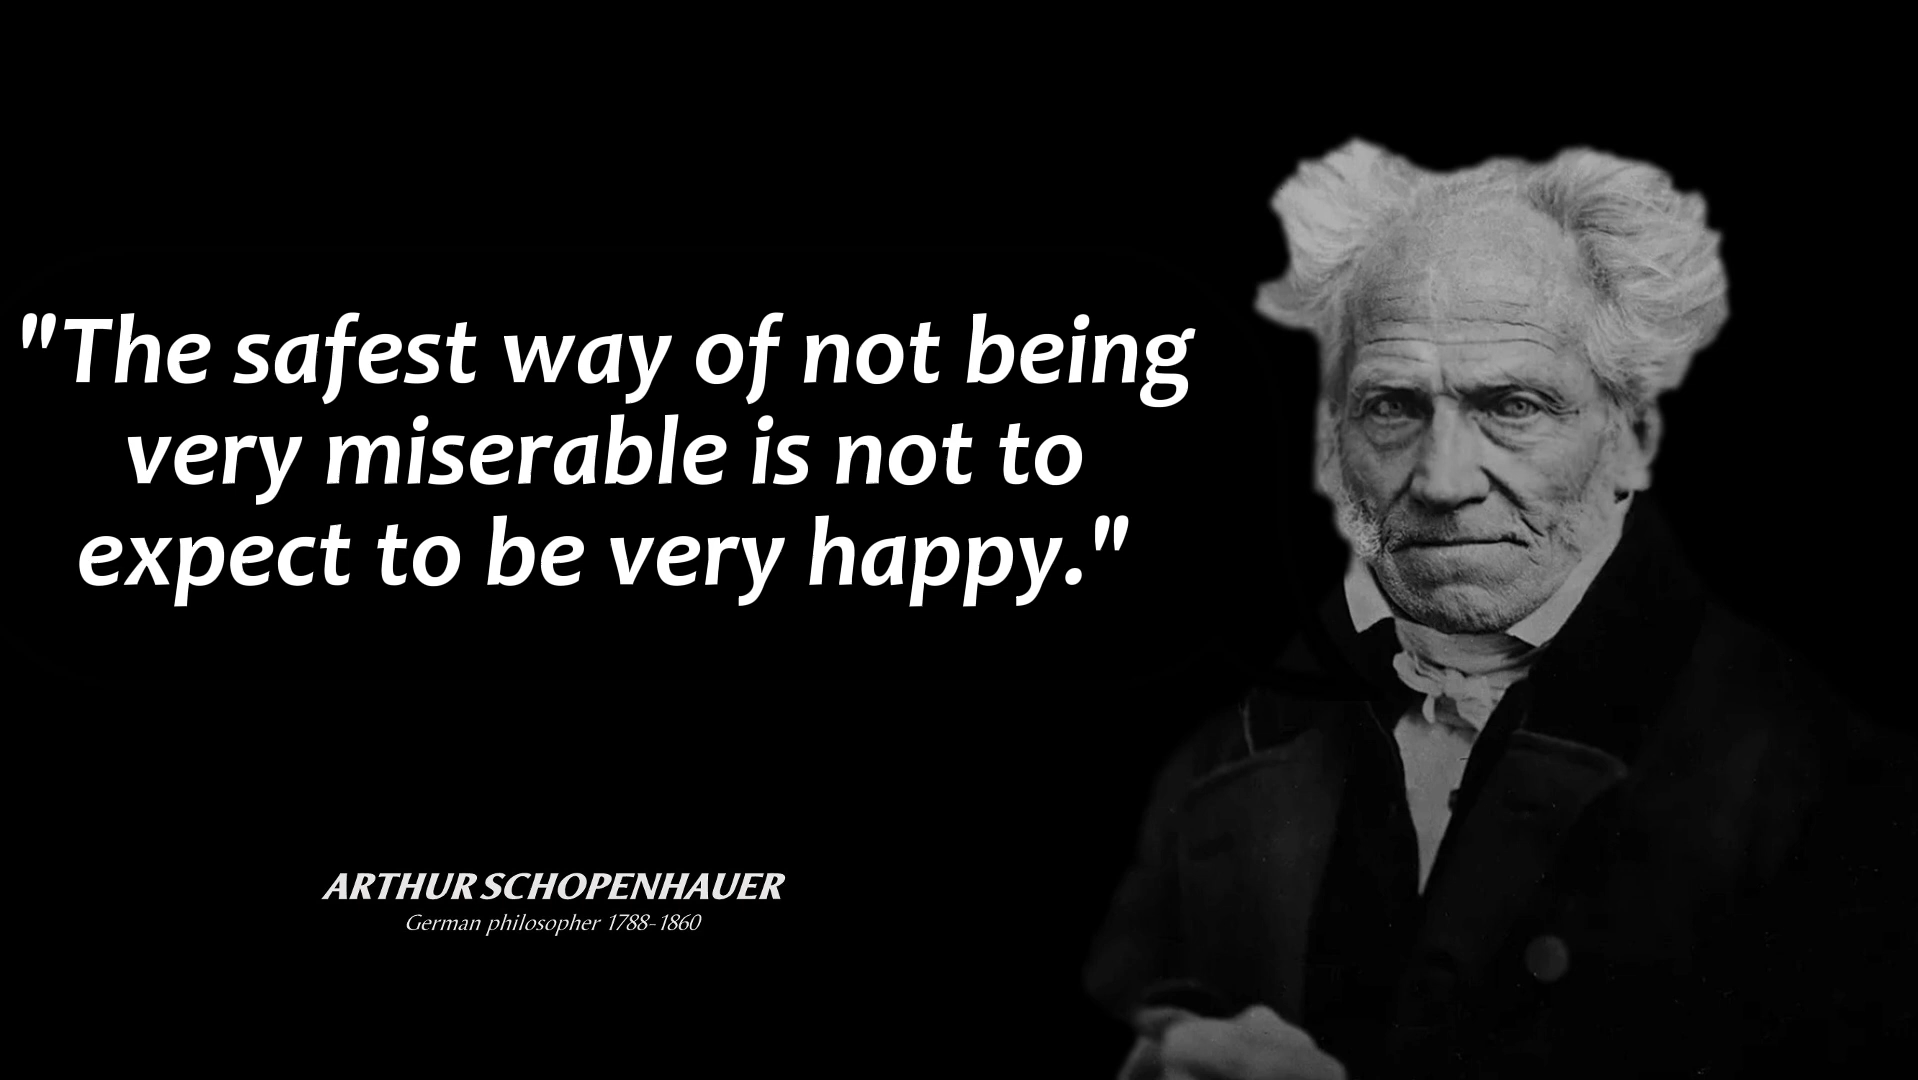 "The safest way of not being
very miserable is not to
expect to be very happy."
ARTHUR SCHOPENHAUER
German philosopher 1788-1860